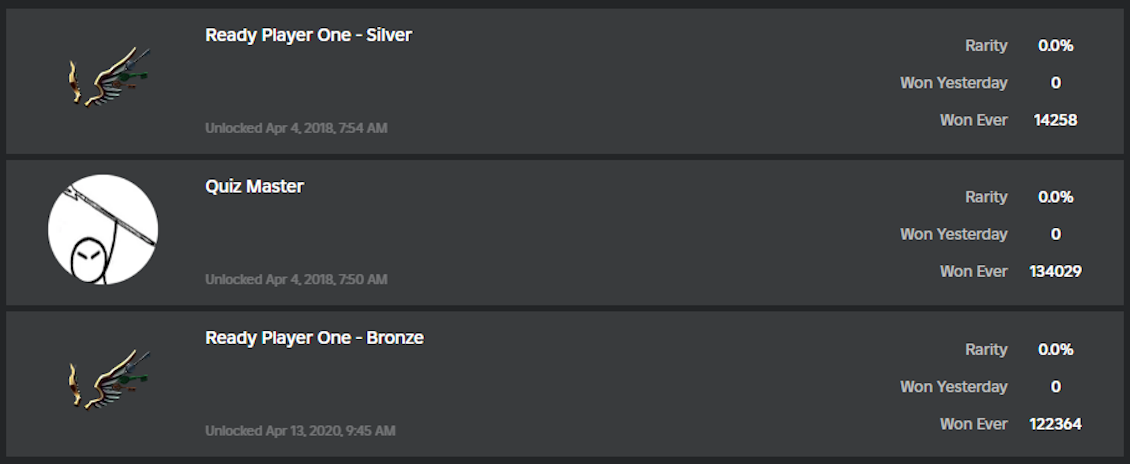 Ready Player One - Silver
Rarity 0.0%
Won Yesterday 0
Won Ever 14258
Unlocked Apr 4, 2018, 7:54 AM
Quiz Master
Rarity 0.0%
Won Yesterday 0
Won Ever 134029
Unlocked Apr 4, 2018, 7:50 AM
Ready Player One - Bronze
Rarity 0.0%
Won Yesterday 0
Won Ever 122364
Unlocked Apr 13, 2020, 9:45 AM